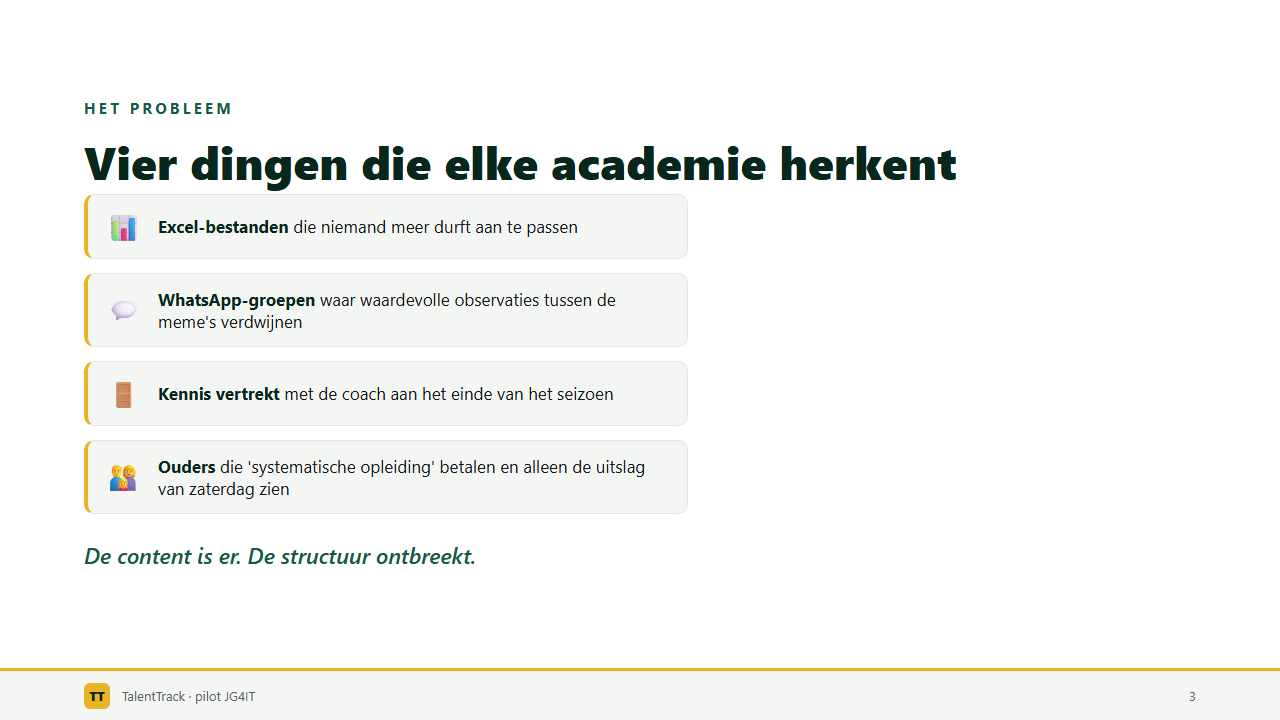 HET PROBLEEM
Vier dingen die elke academie herkent
Excel-bestanden die niemand meer durft aan te passen
WhatsApp-groepen waar waardevolle observaties tussen de
meme's verdwijnen
Kennis vertrekt met de coach aan het einde van het seizoen
Ouders die 'systematische opleiding' betalen en alleen de uitslag
van zaterdag zien
De content is er. De structuur ontbreekt.
TT TalentTrack · pilot JG4IT 3